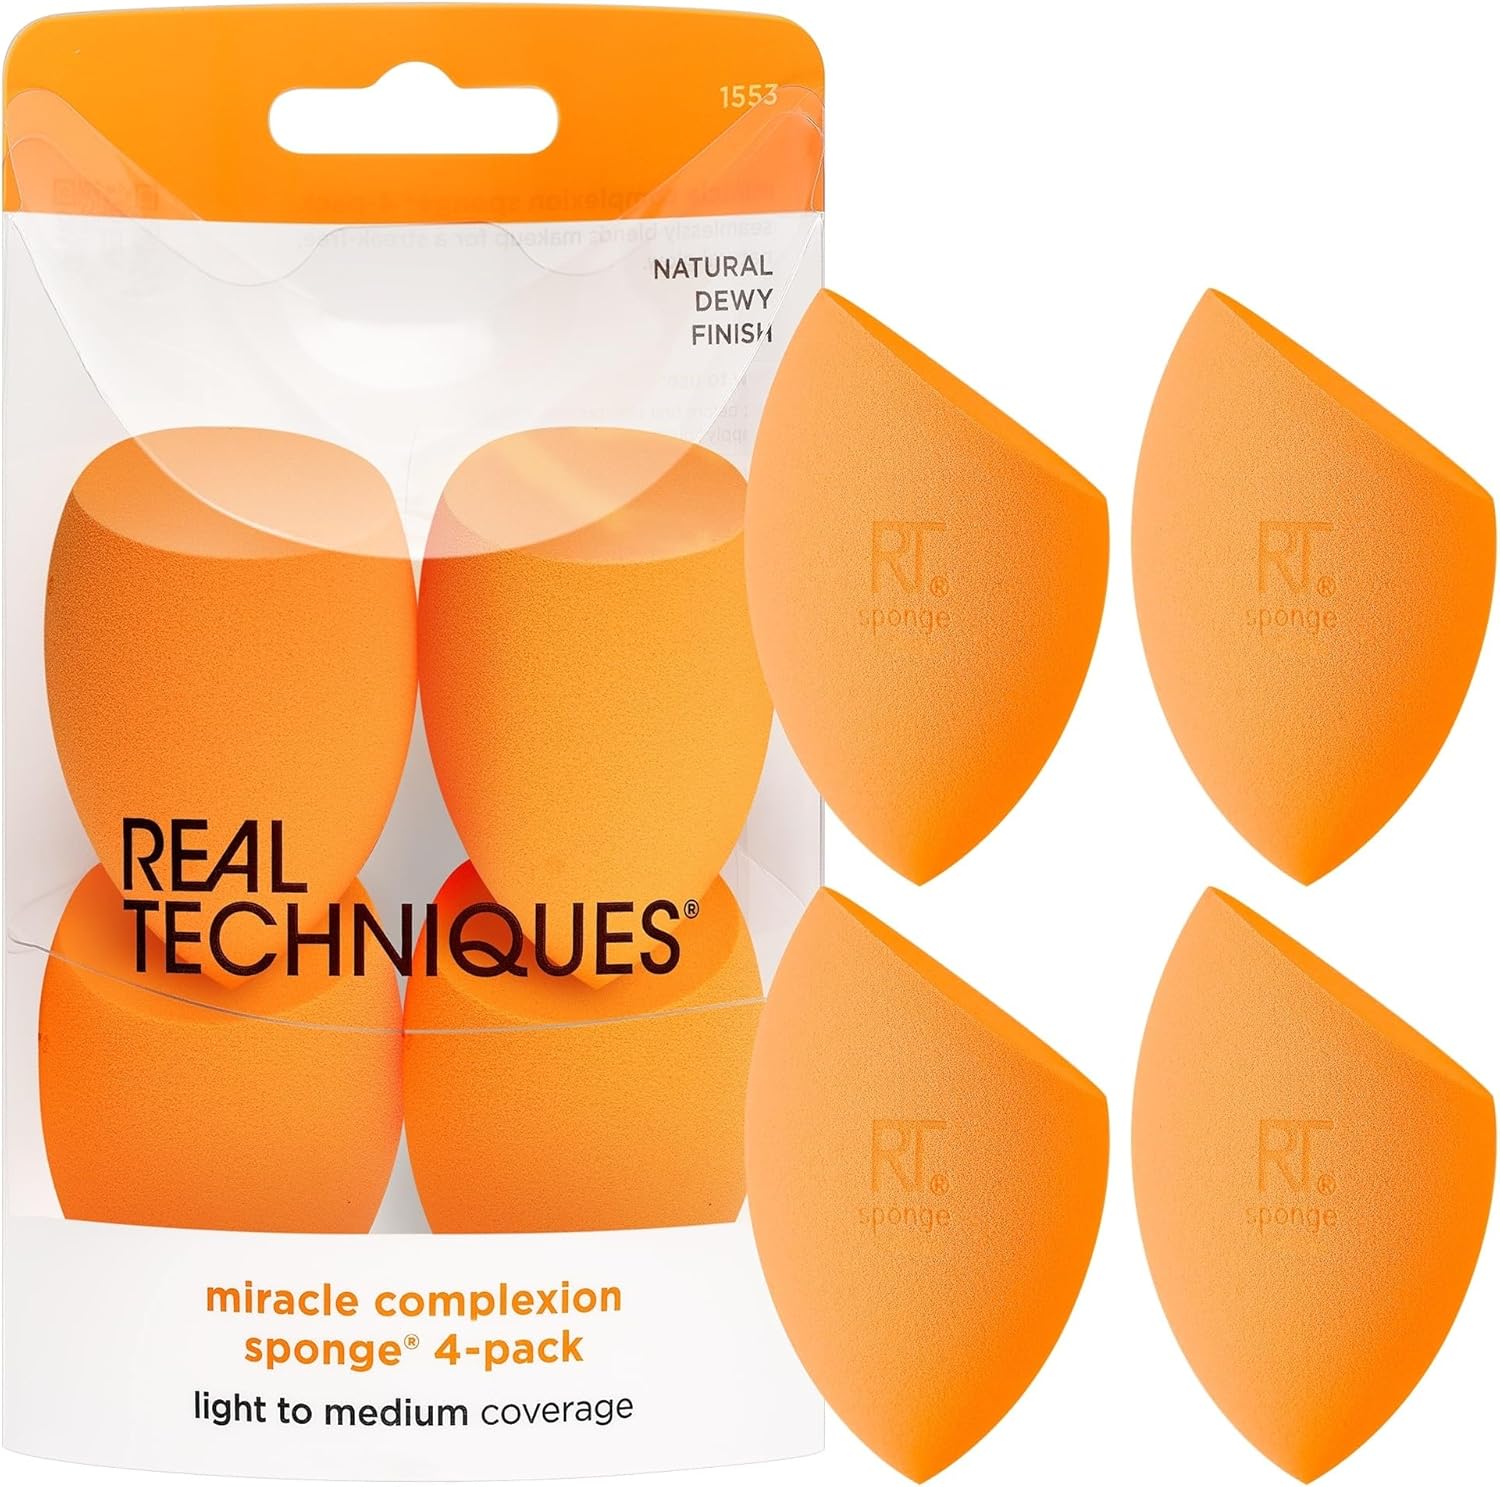 1553
NATURAL
DEWY
FINISH
REAL
TECHNIQUES®
miracle complexion
sponge® 4-pack
light to medium coverage
RT®
sponge
RT®
sponge
RT®
sponge
RT®
sponge